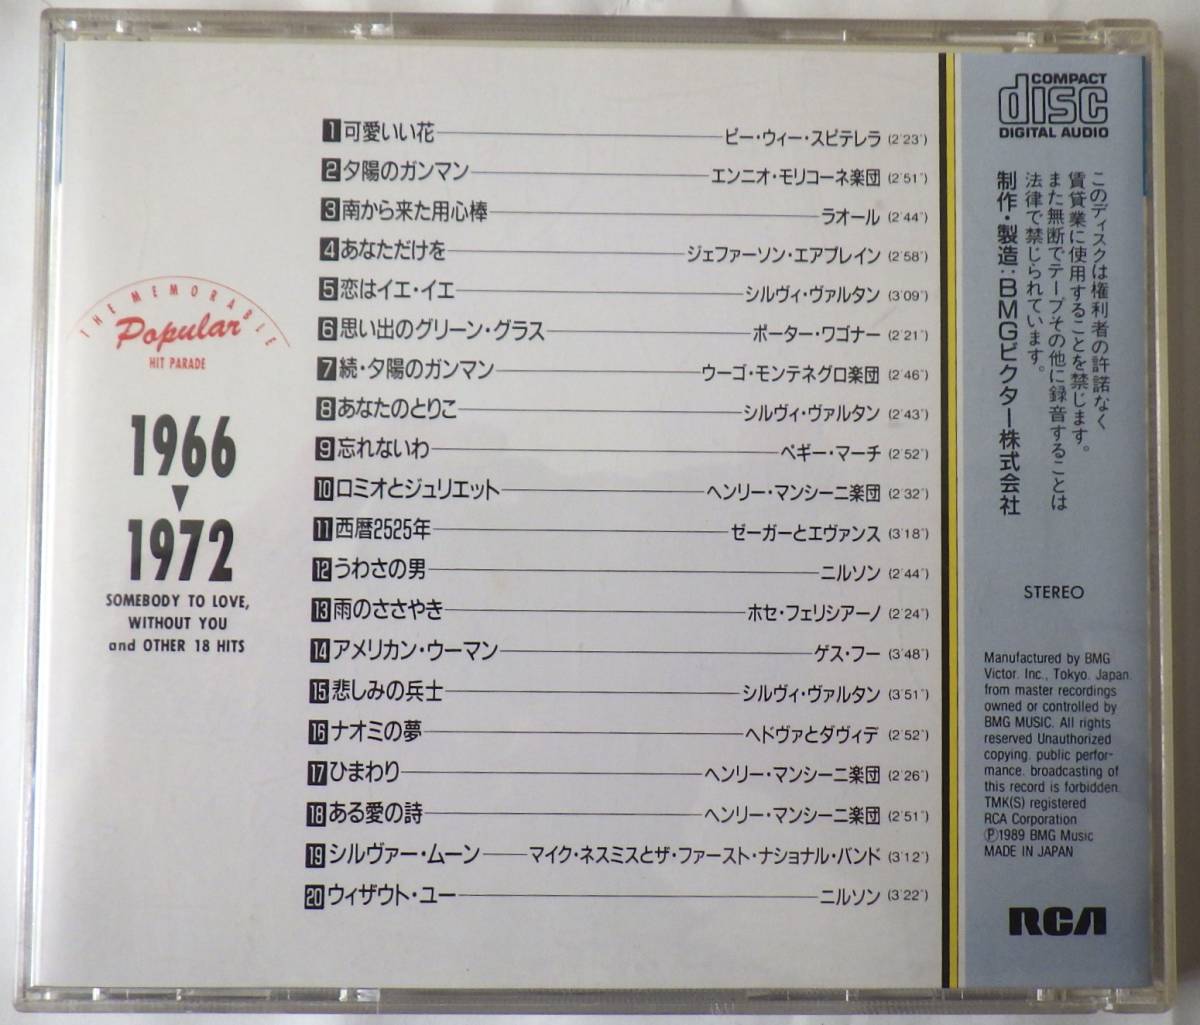 THE MEMORABLE
Popular
HIT PARADE
1966
▼
1972
SOMEBODY TO LOVE,
WITHOUT YOU
and OTHER 18 HITS
1 可愛いい花 ピー・ウィー・スピテレラ (2'23")
2 夕陽のガンマン エンニオ・モリコーネ楽団 (2'51")
3 南から来た用心棒 ラオール (2'44")
4 あなただけを ジェファーソン・エアプレイン (2'58")
5 恋はイエ・イエ シルヴィ・ヴァルタン (3'09")
6 思い出のグリーン・グラス ポーター・ワゴナー (2'21")
7 続・夕陽のガンマン ウーゴ・モンテネグロ楽団 (2'46")
8 あなたのとりこ シルヴィ・ヴァルタン (2'43")
9 忘れないわ ペギー・マーチ (2'52")
10 ロミオとジュリエット ヘンリー・マンシーニ楽団 (2'32")
11 西暦2525年 ゼーガーとエヴァンス (3'18")
12 うわさの男 ニルソン (2'44")
13 雨のささやき ホセ・フェリシアーノ (2'24")
14 アメリカン・ウーマン ゲス・フー (3'48")
15 悲しみの兵士 シルヴィ・ヴァルタン (3'51")
16 ナオミの夢 ヘドヴァとダヴィデ (2'52")
17 ひまわり ヘンリー・マンシーニ楽団 (2'26")
18 ある愛の詩 ヘンリー・マンシーニ楽団 (2'51")
19 シルヴァー・ムーン マイク・ネスミスとザ・ファースト・ナショナル・バンド (3'12")
20 ウィザウト・ユー ニルソン (3'22")
COMPACT
disc
DIGITAL AUDIO
このディスクは権利者の許諾なく
賃貸業に使用することを禁じます。
また無断でテープその他に録音することは
法律で禁じられています。
制作・製造：BMGビクター株式会社
STEREO
Manufactured by BMG
Victor. Inc., Tokyo. Japan.
from master recordings
owned or controlled by
BMG MUSIC. All rights
reserved Unauthorized
copying. public perfor-
mance. broadcasting of
this record is forbidden.
TMK(S) registered
RCA Corporation
Ⓟ1989 BMG Music
MADE IN JAPAN
RCA